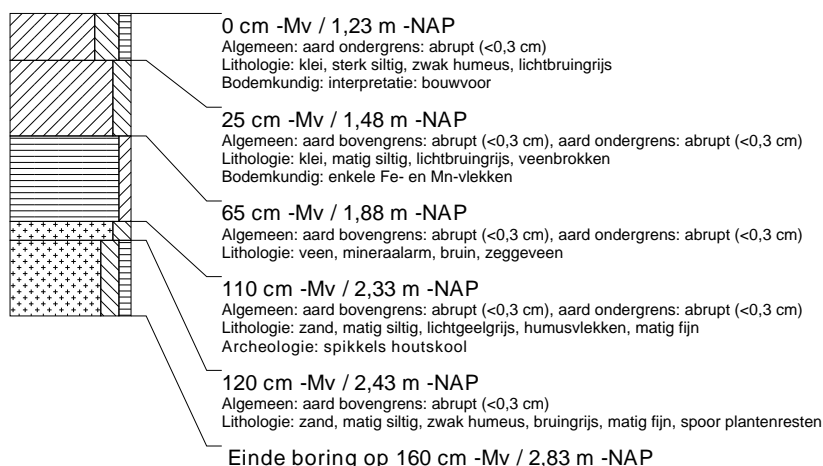 0 cm -Mv / 1,23 m -NAP
Algemeen: aard ondergrens: abrupt (<0,3 cm)
Lithologie: klei, sterk siltig, zwak humeus, lichtbruingrijs
Bodemkundig: interpretatie: bouwvoor
25 cm -Mv / 1,48 m -NAP
Algemeen: aard bovengrens: abrupt (<0,3 cm), aard ondergrens: abrupt (<0,3 cm)
Lithologie: klei, matig siltig, lichtbruingrijs, veenbrokken
Bodemkundig: enkele Fe- en Mn-vlekken
65 cm -Mv / 1,88 m -NAP
Algemeen: aard bovengrens: abrupt (<0,3 cm), aard ondergrens: abrupt (<0,3 cm)
Lithologie: veen, mineraalarm, bruin, zeggeveen
110 cm -Mv / 2,33 m -NAP
Algemeen: aard bovengrens: abrupt (<0,3 cm), aard ondergrens: abrupt (<0,3 cm)
Lithologie: zand, matig siltig, lichtgeelgrijs, humusvlekken, matig fijn
Archeologie: spikkels houtskool
120 cm -Mv / 2,43 m -NAP
Algemeen: aard bovengrens: abrupt (<0,3 cm)
Lithologie: zand, matig siltig, zwak humeus, bruingrijs, matig fijn, spoor plantenresten
Einde boring op 160 cm -Mv / 2,83 m -NAP